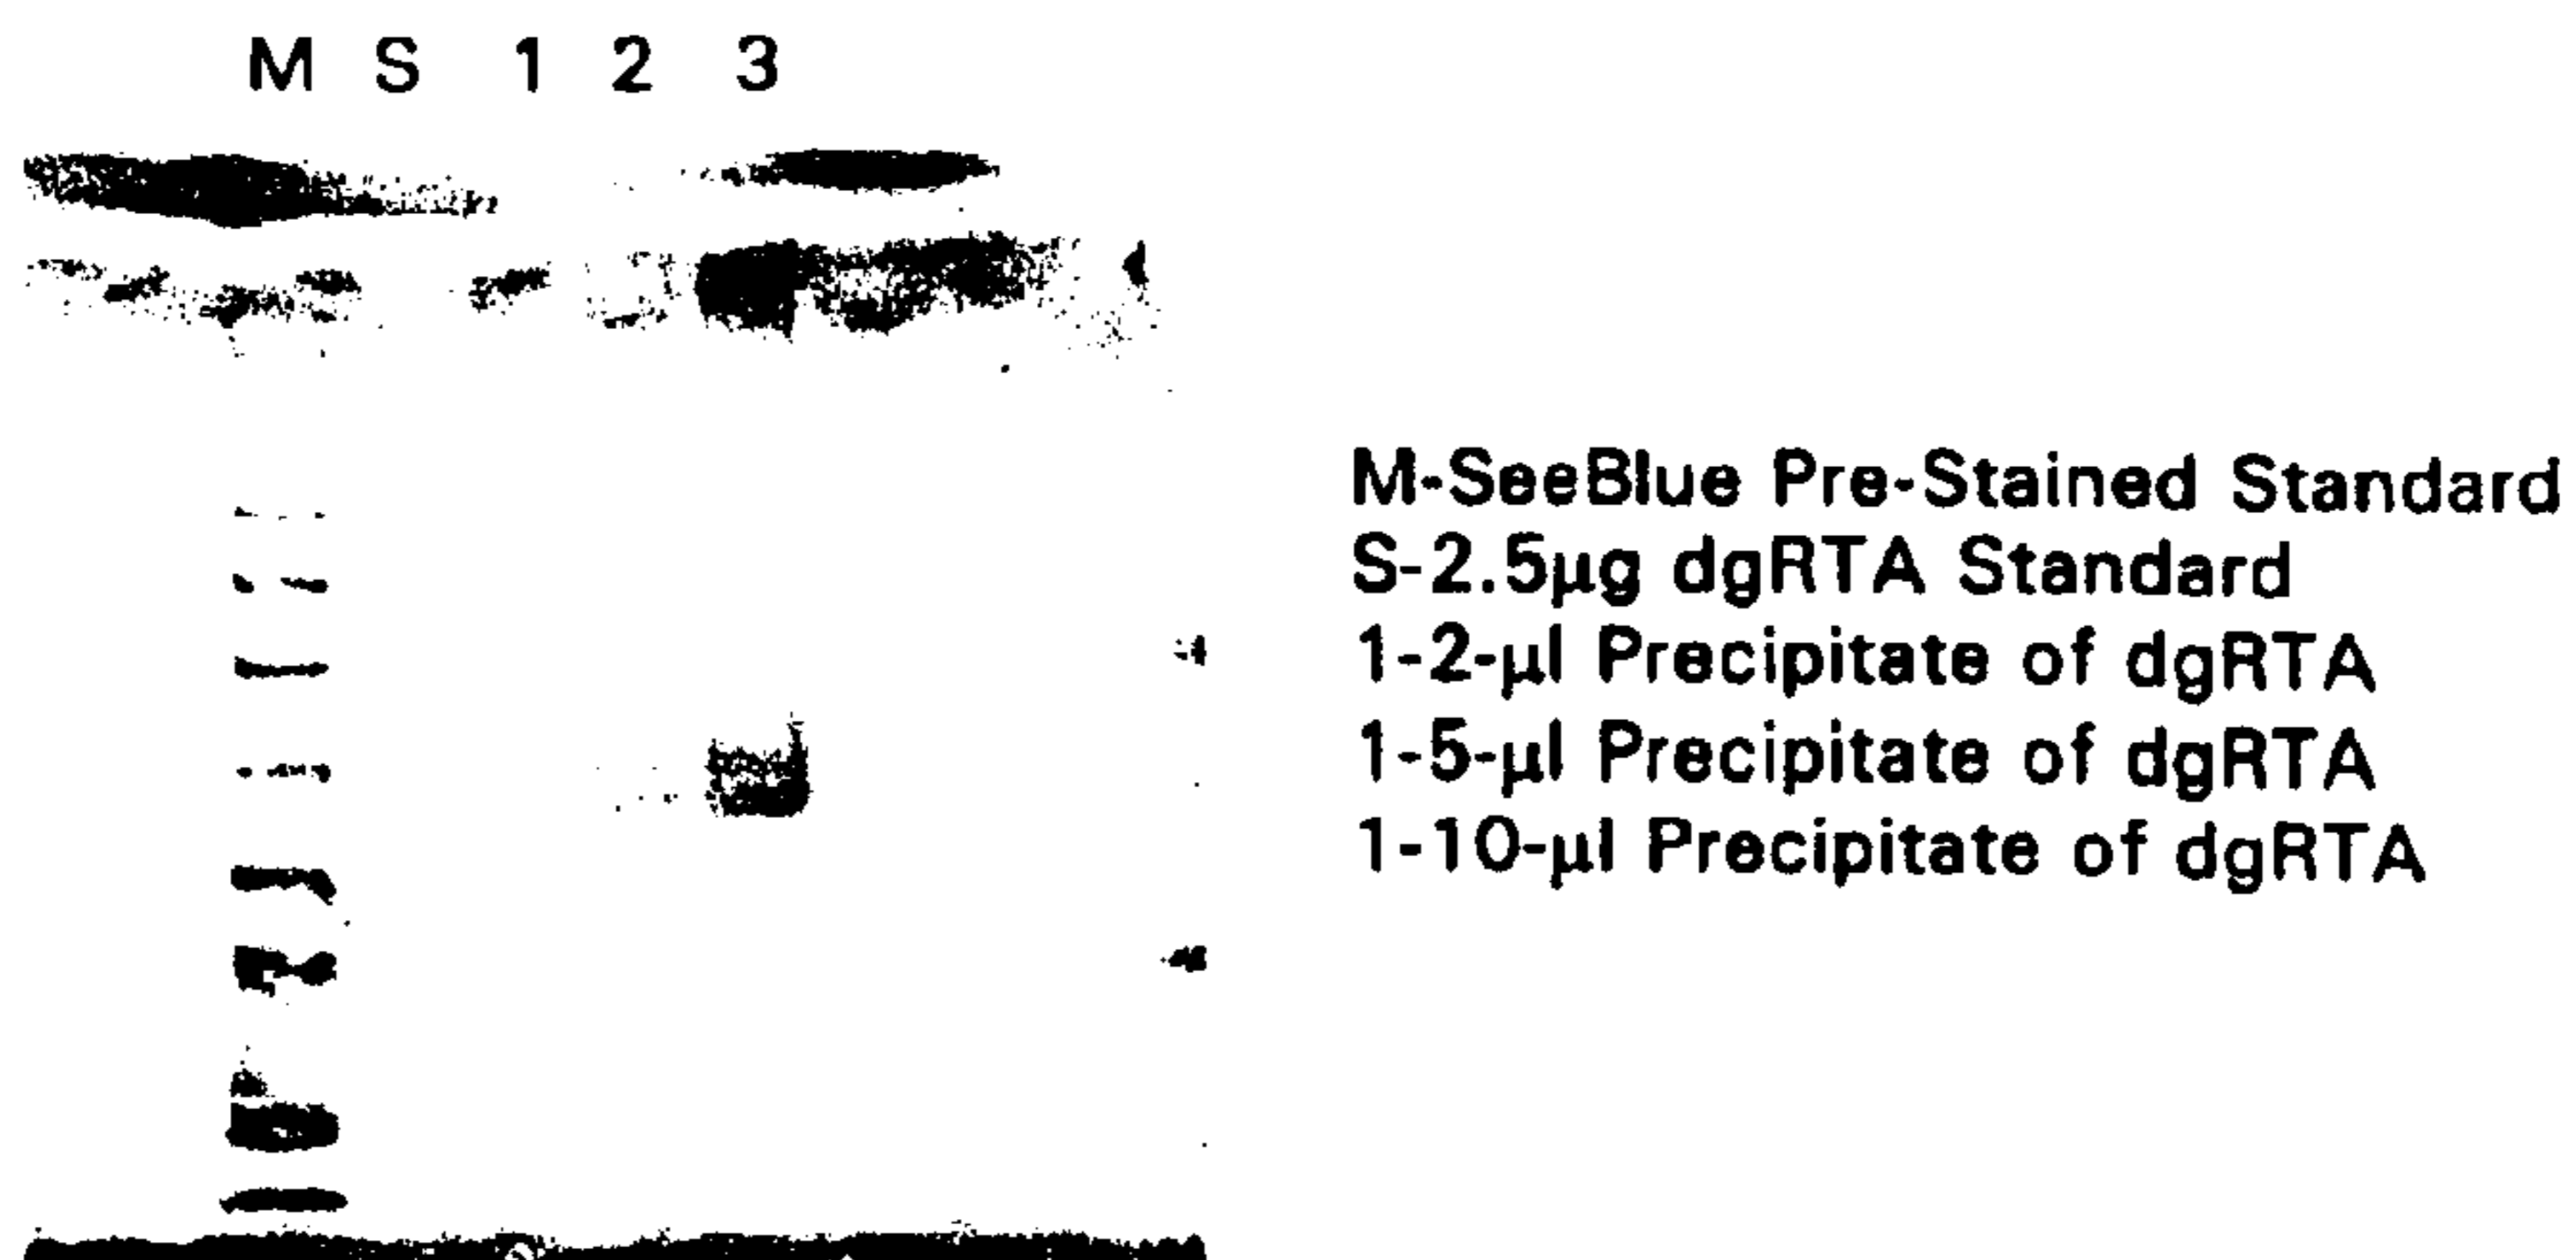 M S 1 2 3
M-SeeBlue Pre-Stained Standard
S-2.5µg dgRTA Standard
1-2-µl Precipitate of dgRTA
1-5-µl Precipitate of dgRTA
1-10-µl Precipitate of dgRTA